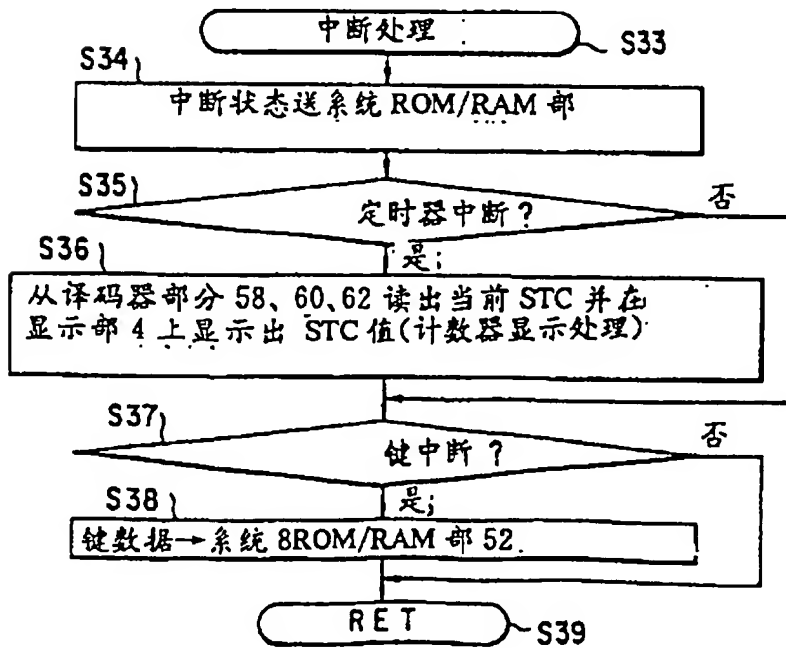 中断处理
S33
S34
中断状态送系统 ROM/RAM 部
S35
定时器中断?
否
是;
S36
从译码器部分 58、60、62 读出当前 STC 并在
显示部 4 上显示出 STC 值(计数器显示处理)
S37
键中断?
否
是;
S38
键数据→系统 8ROM/RAM 部 52.
RET
S39